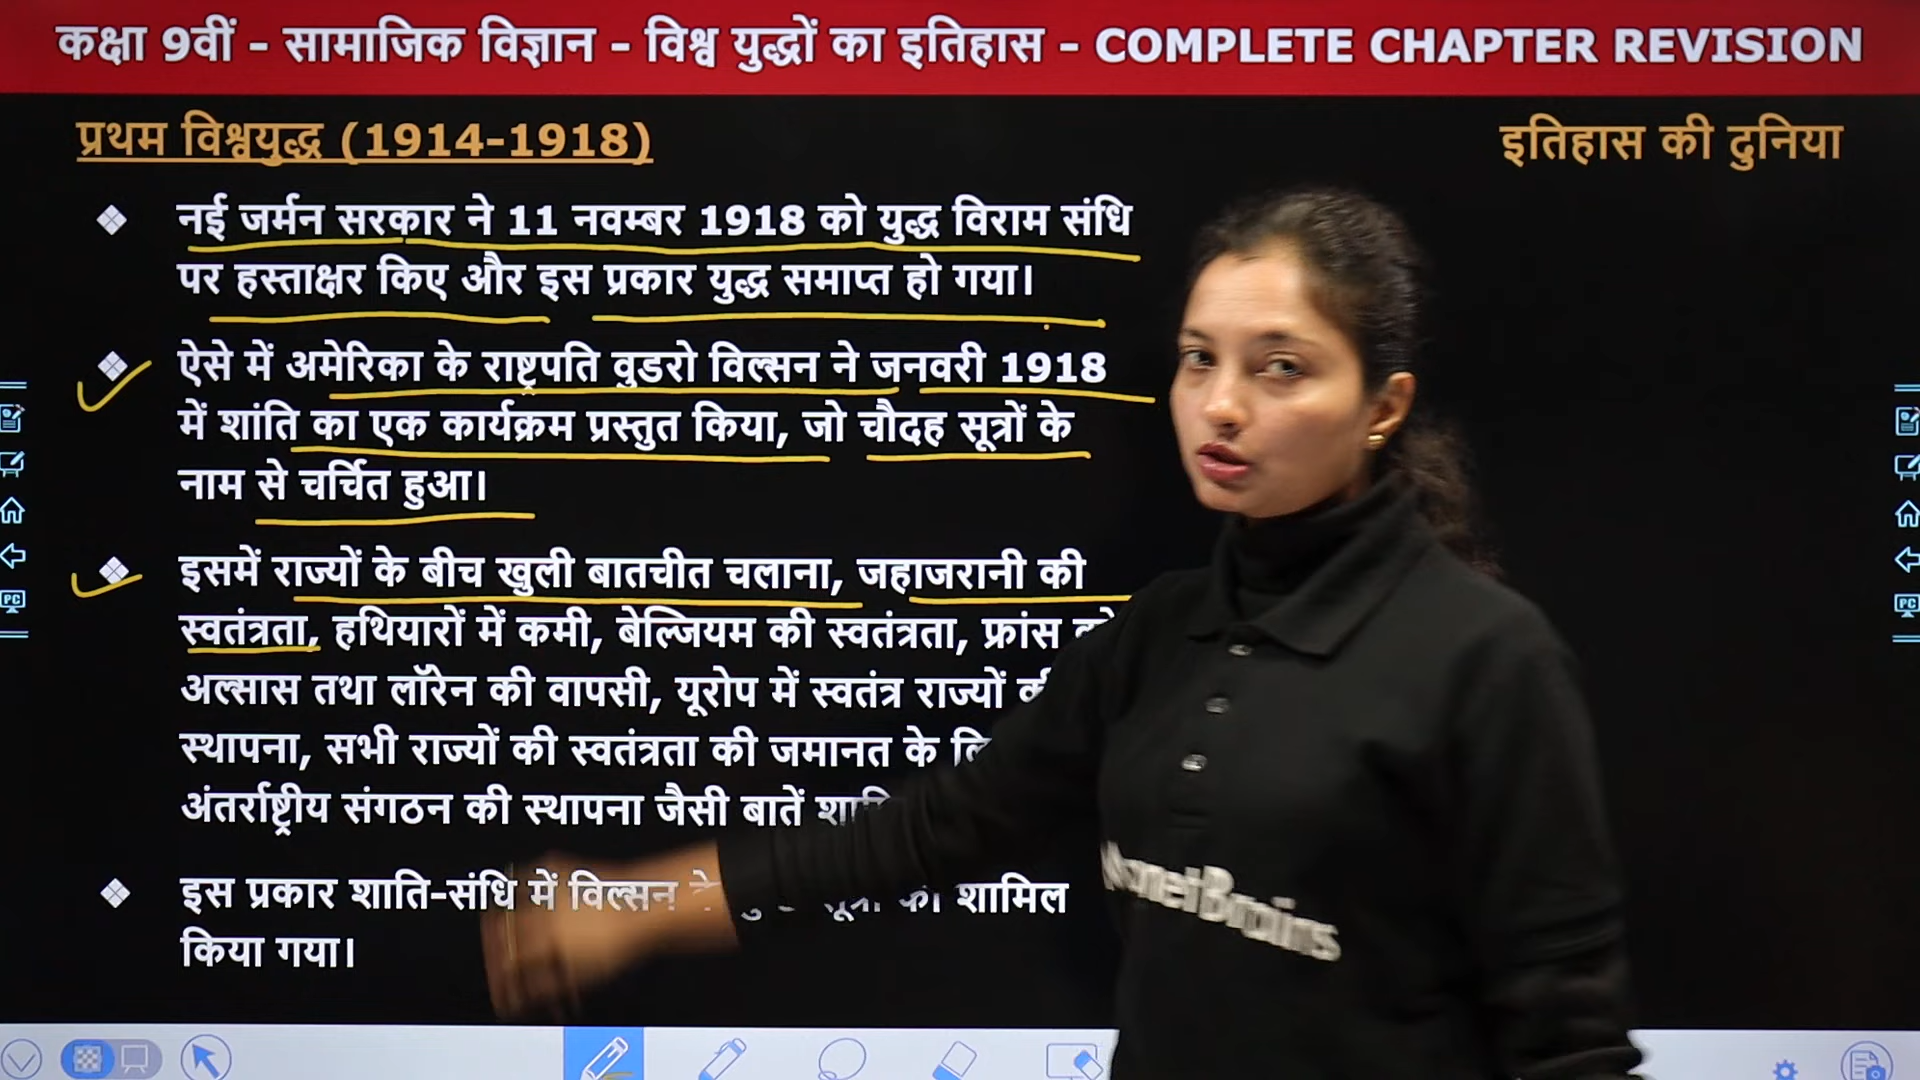 कक्षा 9वीं - सामाजिक विज्ञान - विश्व युद्धों का इतिहास - COMPLETE CHAPTER REVISION
प्रथम विश्वयुद्ध (1914-1918)
इतिहास की दुनिया
❖ नई जर्मन सरकार ने 11 नवम्बर 1918 को युद्ध विराम संधि
पर हस्ताक्षर किए और इस प्रकार युद्ध समाप्त हो गया।
❖ ऐसे में अमेरिका के राष्ट्रपति वुडरो विल्सन ने जनवरी 1918
में शांति का एक कार्यक्रम प्रस्तुत किया, जो चौदह सूत्रों के
नाम से चर्चित हुआ।
❖ इसमें राज्यों के बीच खुली बातचीत चलाना, जहाजरानी की
स्वतंत्रता, हथियारों में कमी, बेल्जियम की स्वतंत्रता, फ्रांस
अल्सास तथा लॉरेन की वापसी, यूरोप में स्वतंत्र राज्यों
स्थापना, सभी राज्यों की स्वतंत्रता की जमानत के
अंतर्राष्ट्रीय संगठन की स्थापना जैसी बातें
❖ इस प्रकार शाति-संधि में विल्सन शामिल
किया गया।
PC
PC
Brains